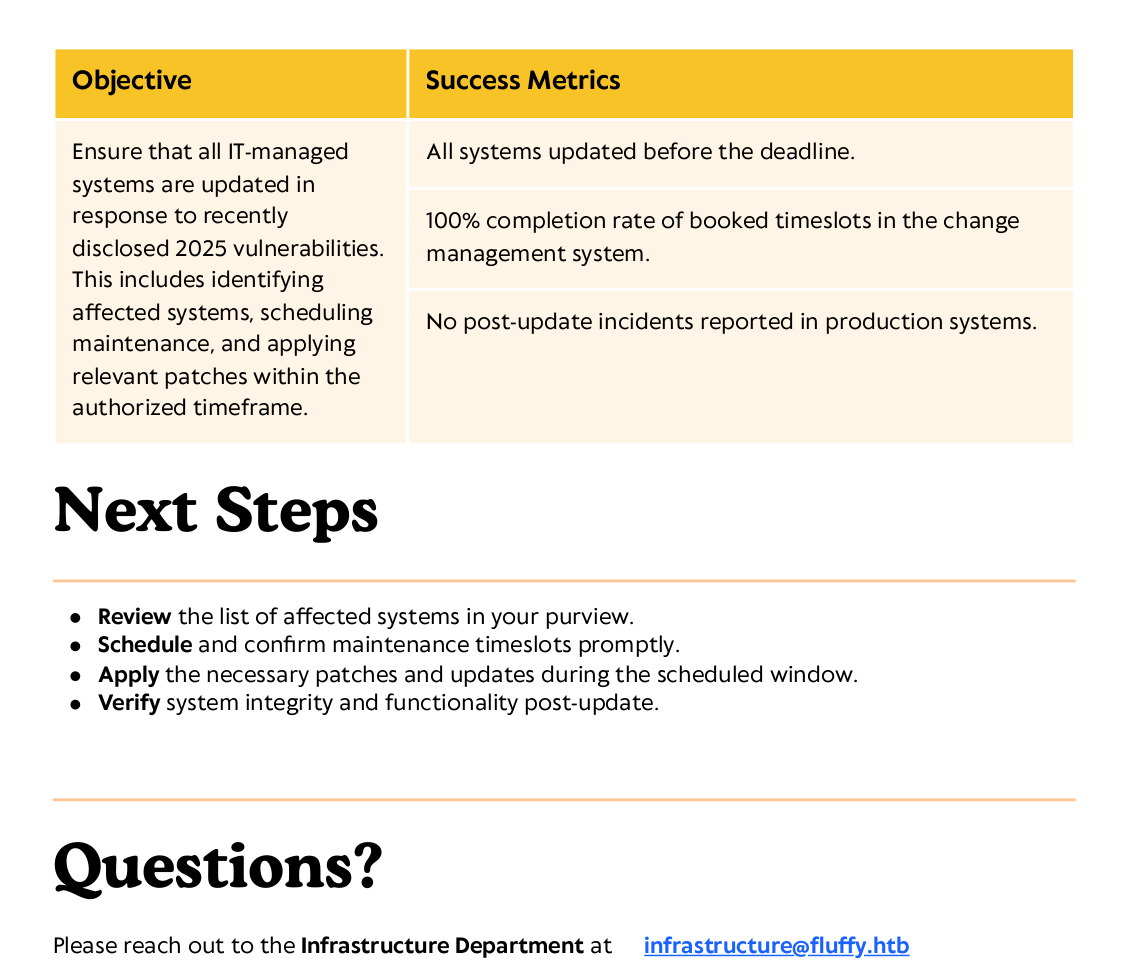 Objective
Success Metrics
Ensure that all IT-managed
systems are updated in
response to recently
disclosed 2025 vulnerabilities.
This includes identifying
affected systems, scheduling
maintenance, and applying
relevant patches within the
authorized timeframe.
All systems updated before the deadline.
100% completion rate of booked timeslots in the change
management system.
No post-update incidents reported in production systems.
Next Steps
● Review the list of affected systems in your purview.
● Schedule and confirm maintenance timeslots promptly.
● Apply the necessary patches and updates during the scheduled window.
● Verify system integrity and functionality post-update.
Questions?
Please reach out to the Infrastructure Department at infrastructure@fluffy.htb